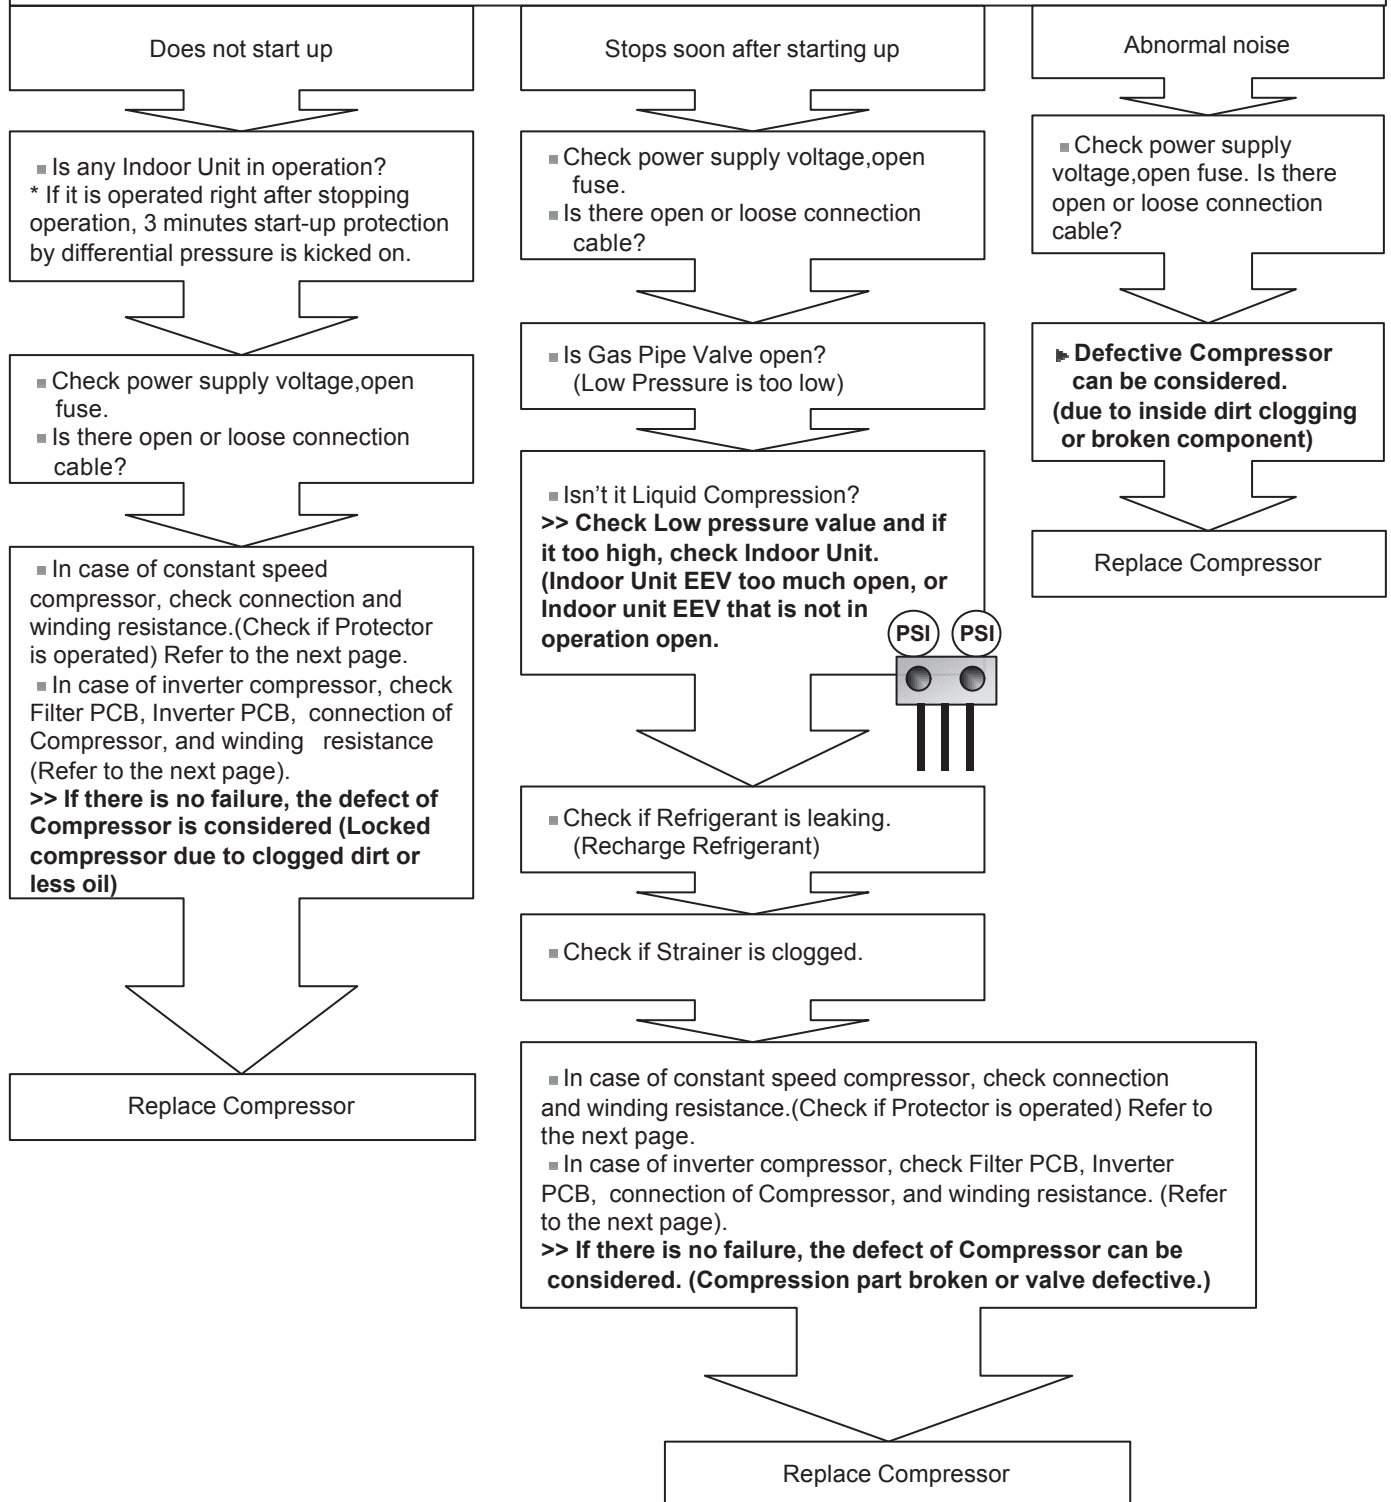 Does not start up
■ Is any Indoor Unit in operation?
* If it is operated right after stopping
operation, 3 minutes start-up protection
by differential pressure is kicked on.
■ Check power supply voltage,open
fuse.
■ Is there open or loose connection
cable?
■ In case of constant speed
compressor, check connection and
winding resistance.(Check if Protector
is operated) Refer to the next page.
■ In case of inverter compressor, check
Filter PCB, Inverter PCB, connection of
Compressor, and winding resistance
(Refer to the next page).
>> If there is no failure, the defect of
Compressor is considered (Locked
compressor due to clogged dirt or
less oil)
Replace Compressor
Stops soon after starting up
■ Check power supply voltage,open
fuse.
■ Is there open or loose connection
cable?
■ Is Gas Pipe Valve open?
(Low Pressure is too low)
■ Isn’t it Liquid Compression?
>> Check Low pressure value and if
it too high, check Indoor Unit.
(Indoor Unit EEV too much open, or
Indoor unit EEV that is not in
operation open.
PSI PSI
■ Check if Refrigerant is leaking.
(Recharge Refrigerant)
■ Check if Strainer is clogged.
■ In case of constant speed compressor, check connection
and winding resistance.(Check if Protector is operated) Refer to
the next page.
■ In case of inverter compressor, check Filter PCB, Inverter
PCB, connection of Compressor, and winding resistance. (Refer
to the next page).
>> If there is no failure, the defect of Compressor can be
considered. (Compression part broken or valve defective.)
Replace Compressor
Abnormal noise
■ Check power supply
voltage,open fuse. Is there
open or loose connection
cable?
▶ Defective Compressor
can be considered.
(due to inside dirt clogging
or broken component)
Replace Compressor